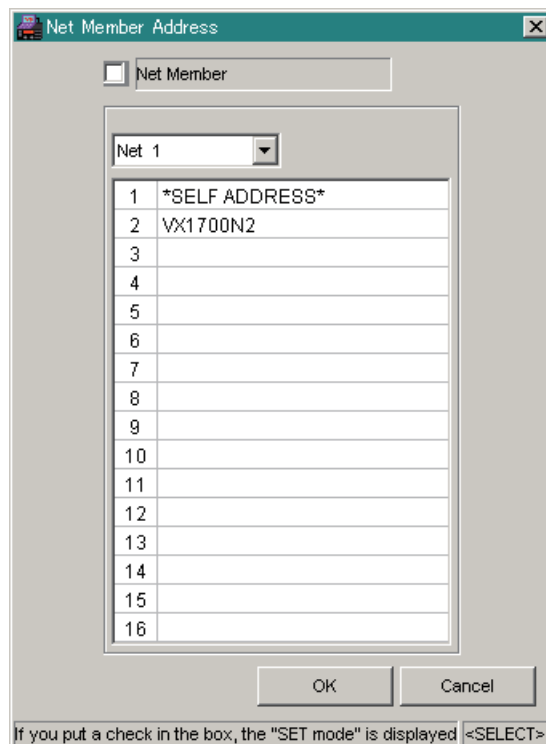 Net Member Address
Net Member
Net 1
1 *SELF ADDRESS*
2 VX1700N2
3
4
5
6
7
8
9
10
11
12
13
14
15
16
OK Cancel
If you put a check in the box, the "SET mode" is displayed <SELECT>